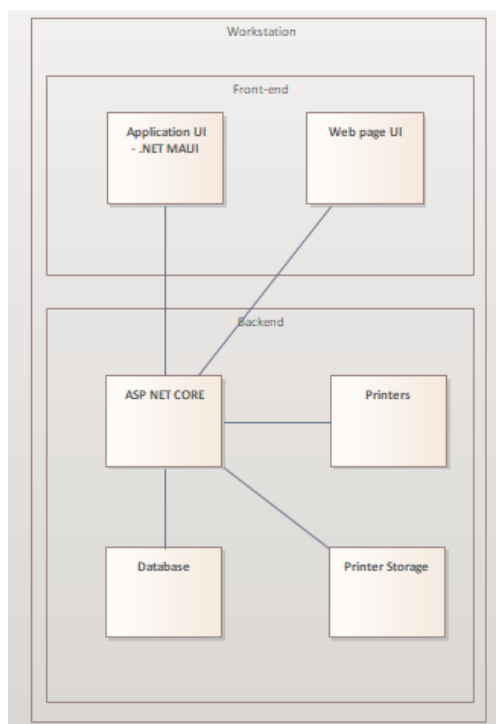 Workstation
Front-end
Application UI
- .NET MAUI
Web page UI
Backend
ASP NET CORE
Printers
Database
Printer Storage